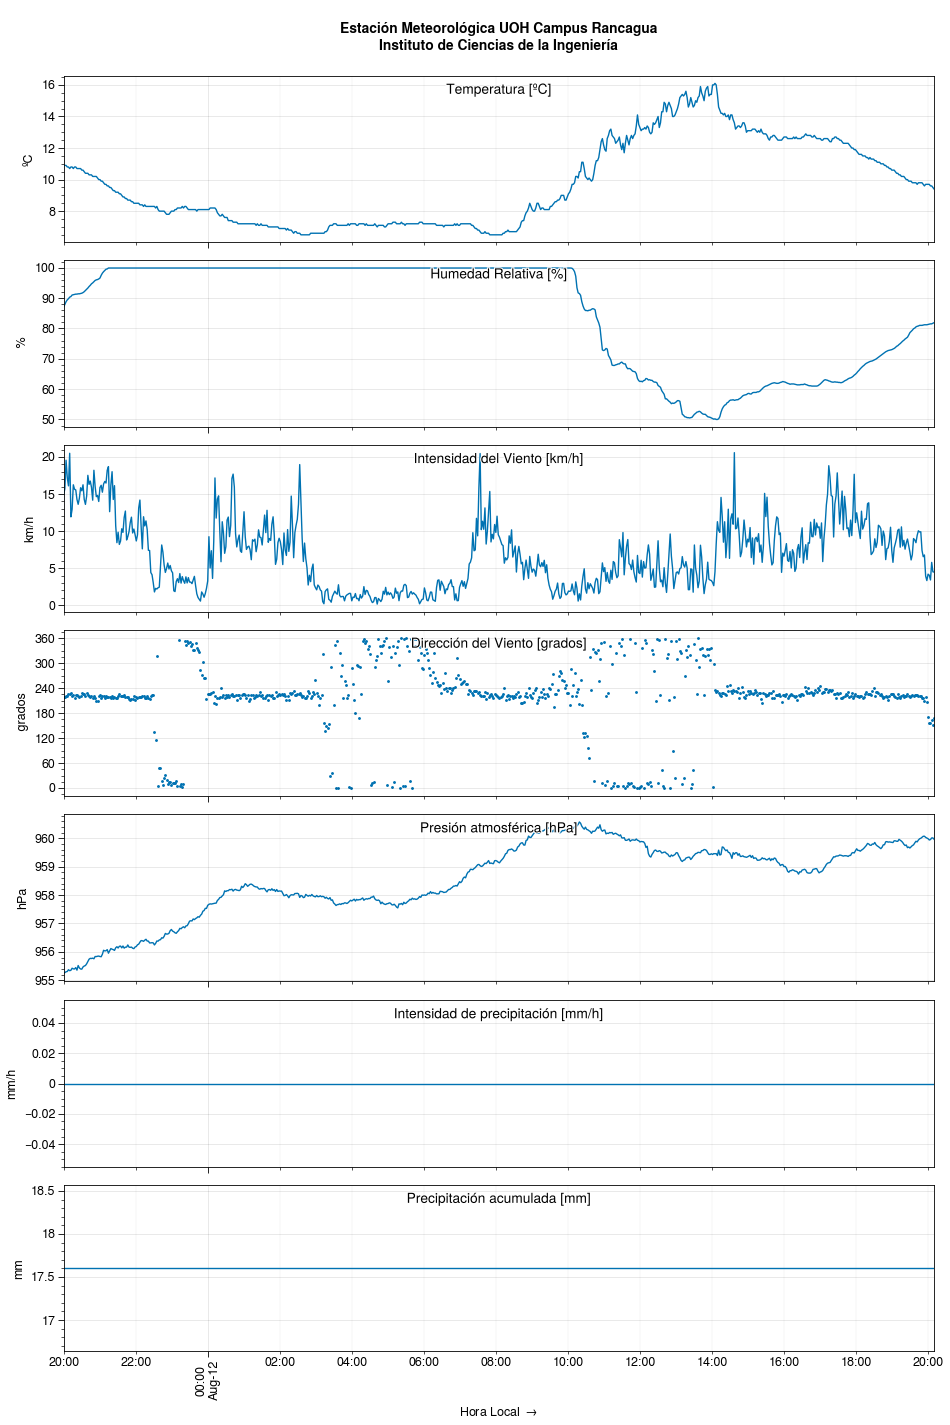 Estación Meteorológica UOH Campus Rancagua
Instituto de Ciencias de la Ingeniería
Temperatura [ºC]
ºC
16
14
12
10
8
Humedad Relativa [%]
%
100
90
80
70
60
50
Intensidad del Viento [km/h]
km/h
20
15
10
5
0
Dirección del Viento [grados]
grados
360
300
240
180
120
60
0
Presión atmosférica [hPa]
hPa
960
959
958
957
956
955
Intensidad de precipitación [mm/h]
mm/h
0.04
0.02
0
−0.02
−0.04
Precipitación acumulada [mm]
mm
18.5
18
17.5
17
20:00 22:00 00:00 02:00 04:00 06:00 08:00 10:00 12:00 14:00 16:00 18:00 20:00
Aug-12
Hora Local →